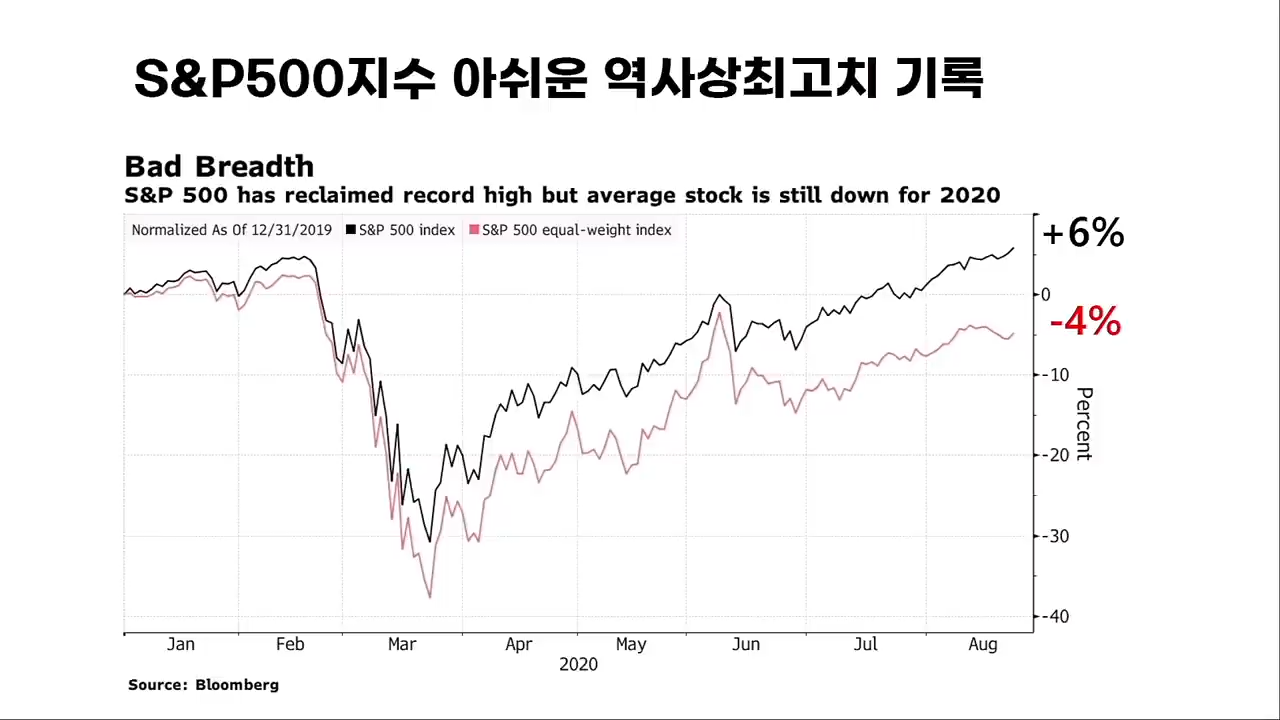 S&P500지수 아쉬운 역사상최고치 기록
Bad Breadth
S&P 500 has reclaimed record high but average stock is still down for 2020
Normalized As Of 12/31/2019 S&P 500 index S&P 500 equal-weight index
+6%
0
-4%
-10
Percent
-20
-30
-40
Jan Feb Mar Apr May Jun Jul Aug
2020
Source: Bloomberg